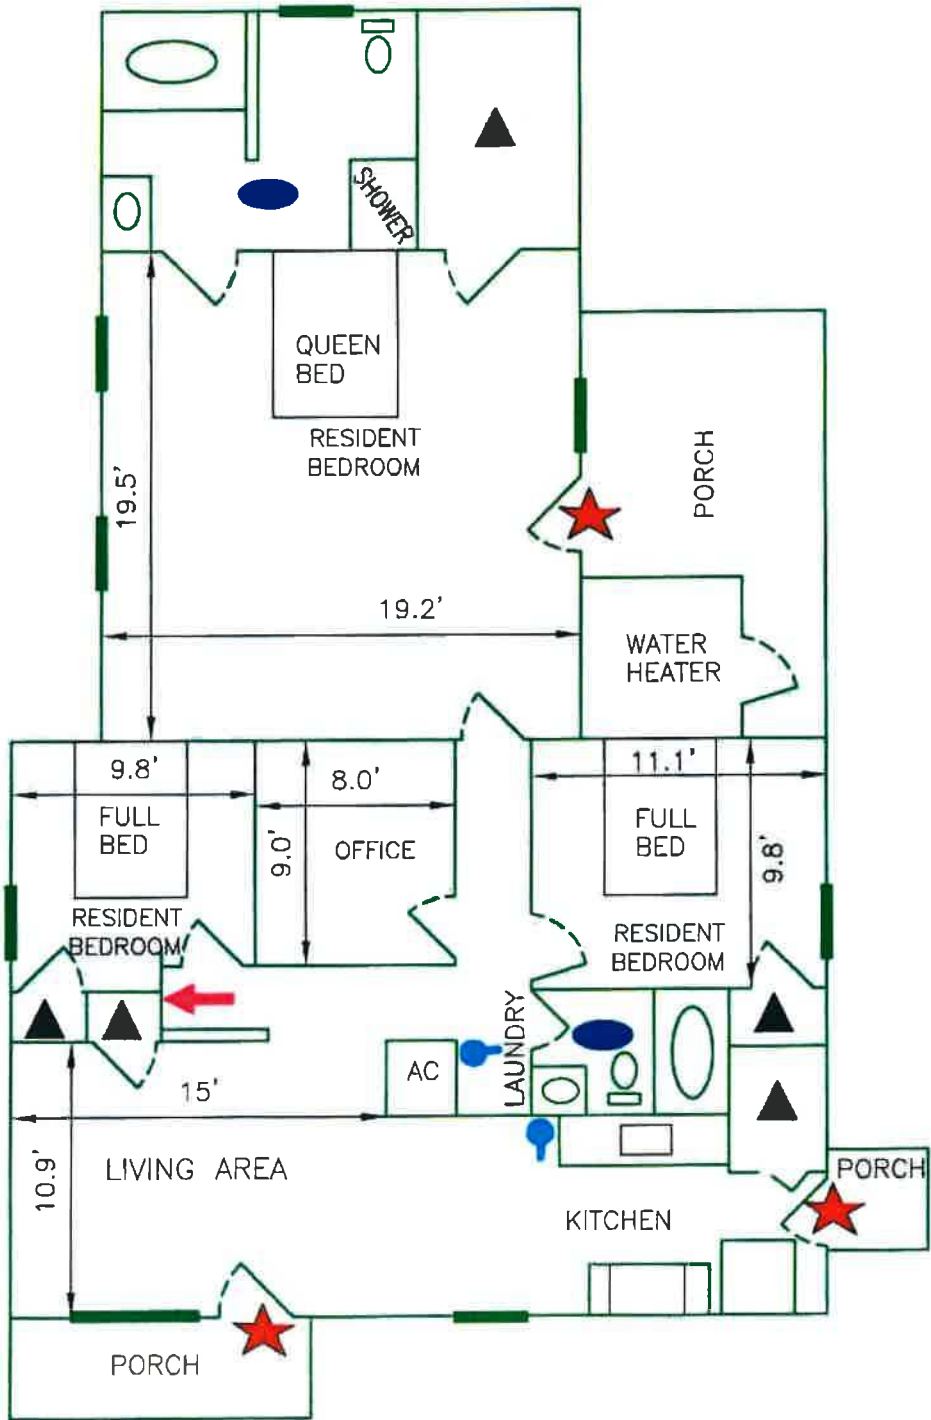 SHOWER
QUEEN
BED
RESIDENT
BEDROOM
19.5'
PORCH
19.2'
WATER
HEATER
9.8'
FULL
BED
8.0'
9.0'
OFFICE
11.1'
FULL
BED
9.8'
RESIDENT
BEDROOM
RESIDENT
BEDROOM
LAUNDRY
AC
15'
10.9'
LIVING AREA
PORCH
KITCHEN
PORCH